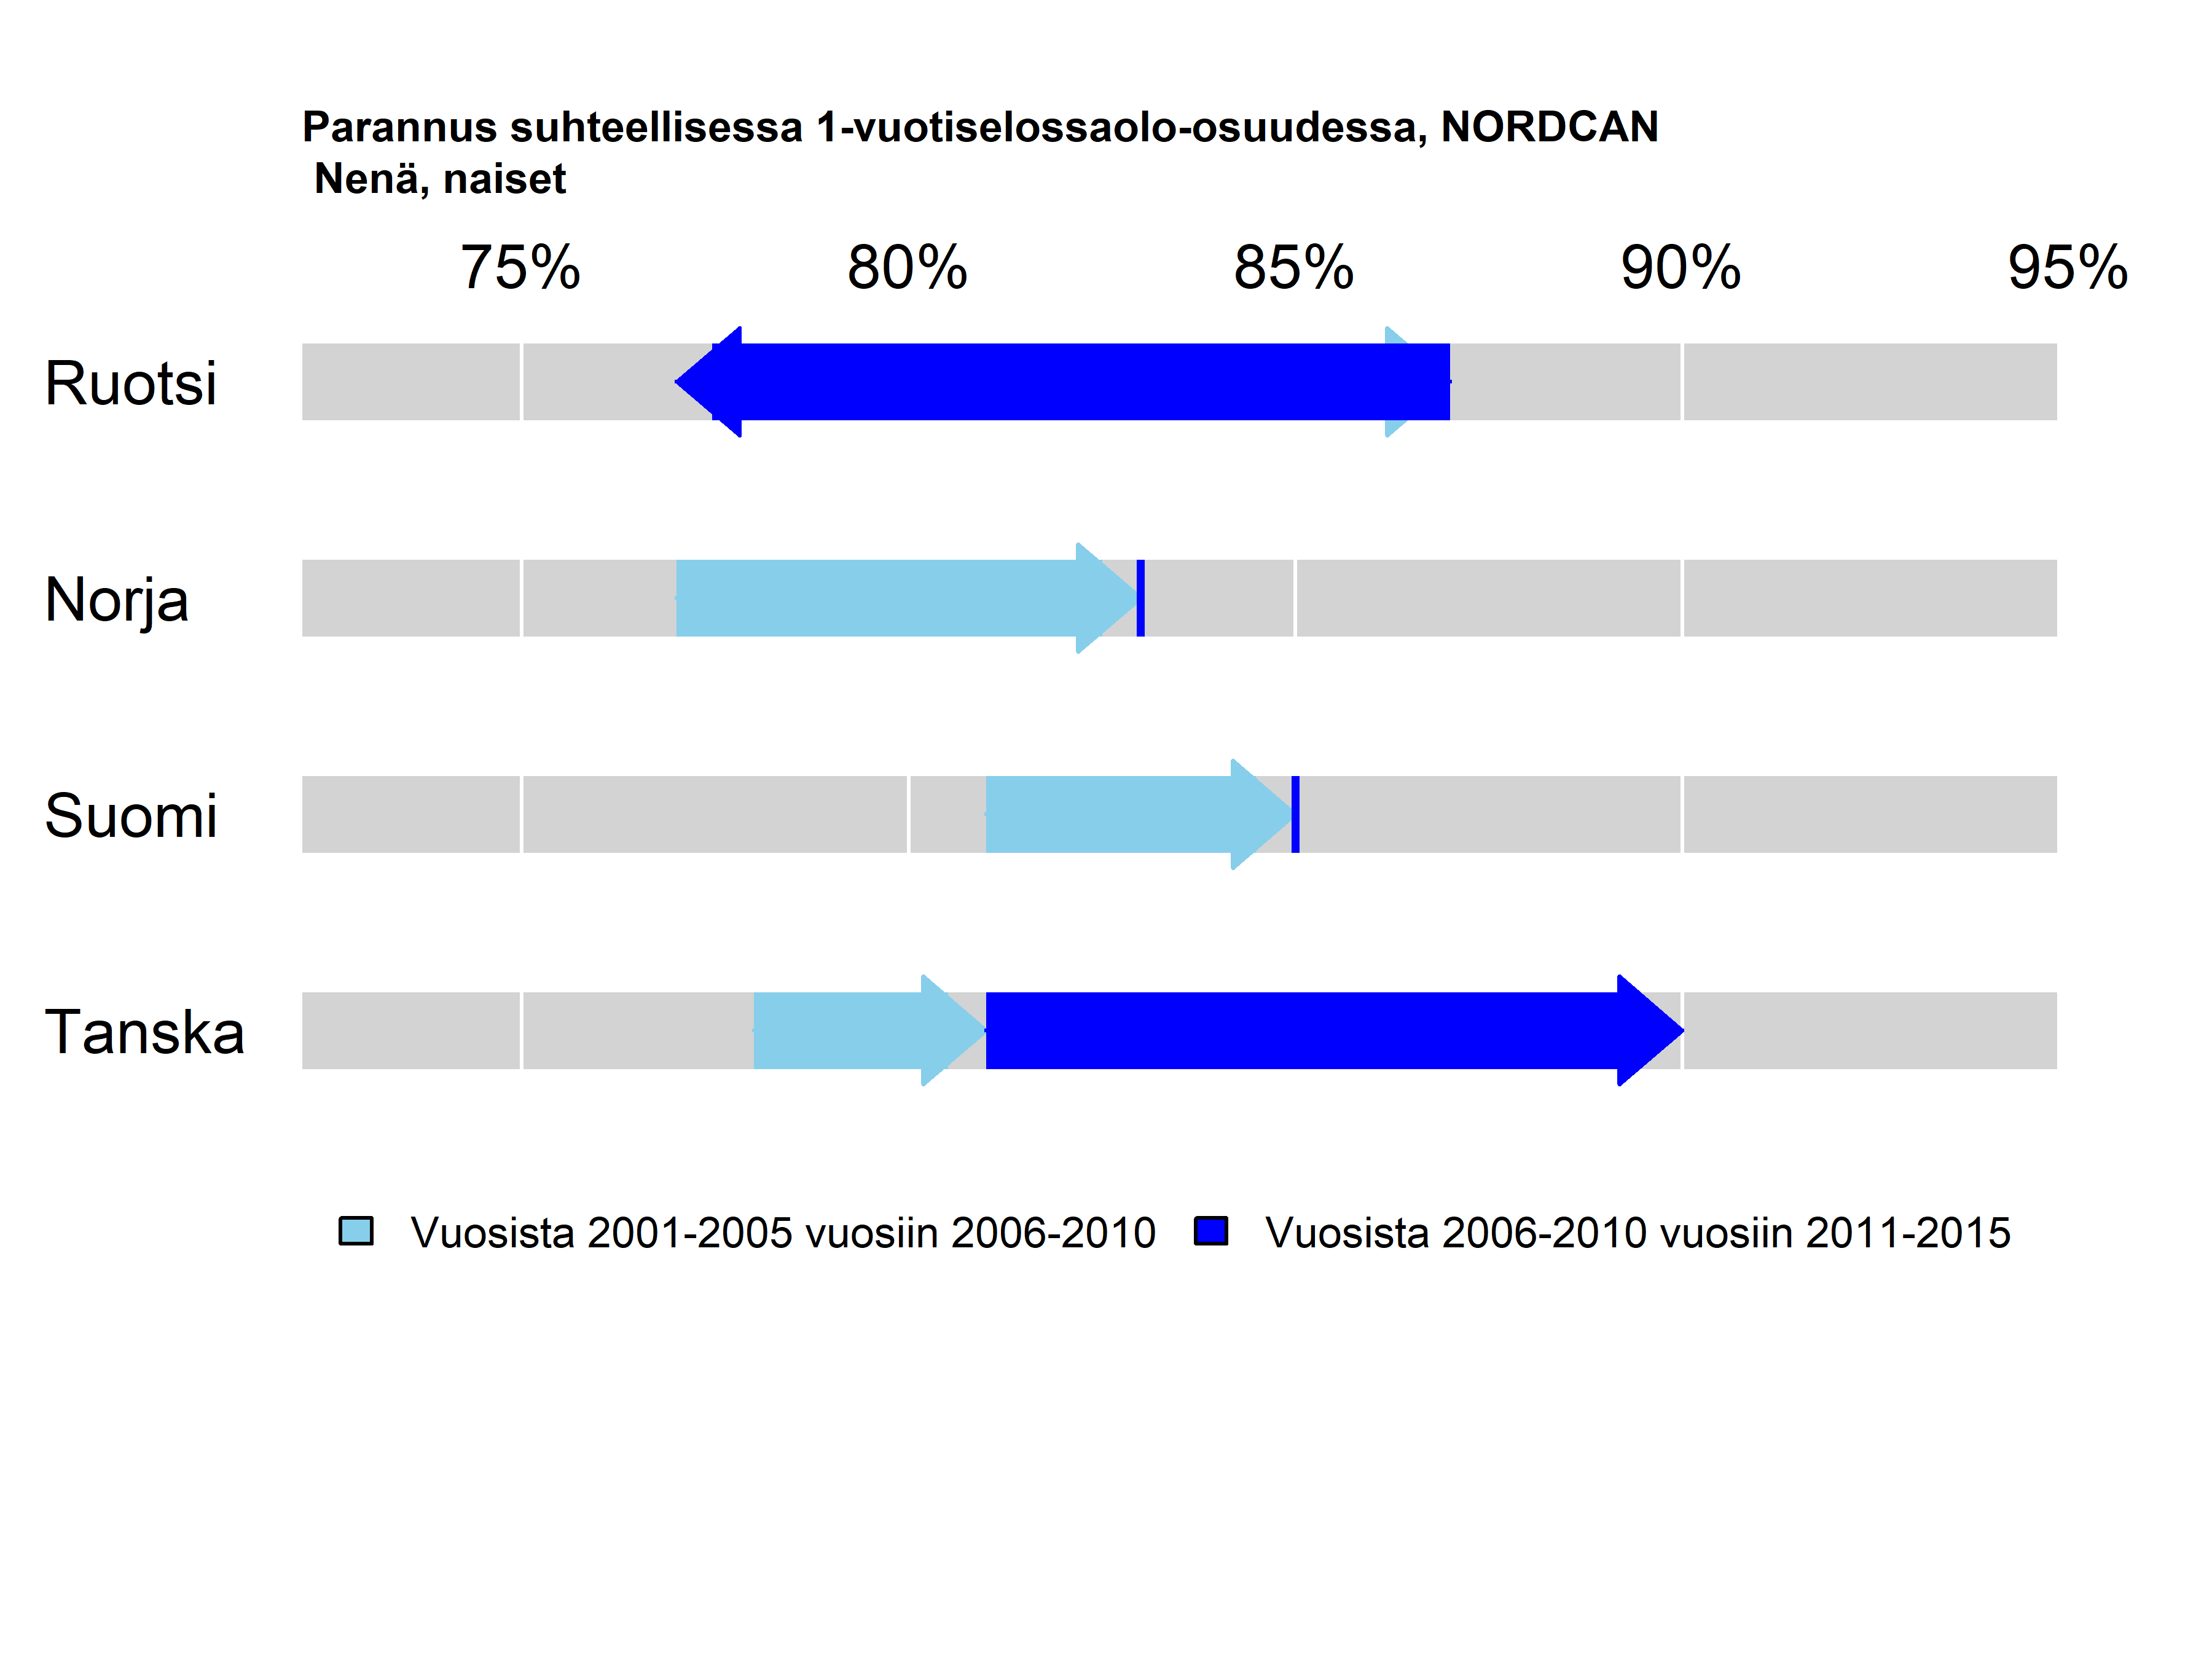 Parannus suhteellisessa 1-vuotiselossaolo-osuudessa, NORDCAN
Nenä, naiset
75% 80% 85% 90% 95%
Ruotsi
Norja
Suomi
Tanska
Vuosista 2001-2005 vuosiin 2006-2010 Vuosista 2006-2010 vuosiin 2011-2015